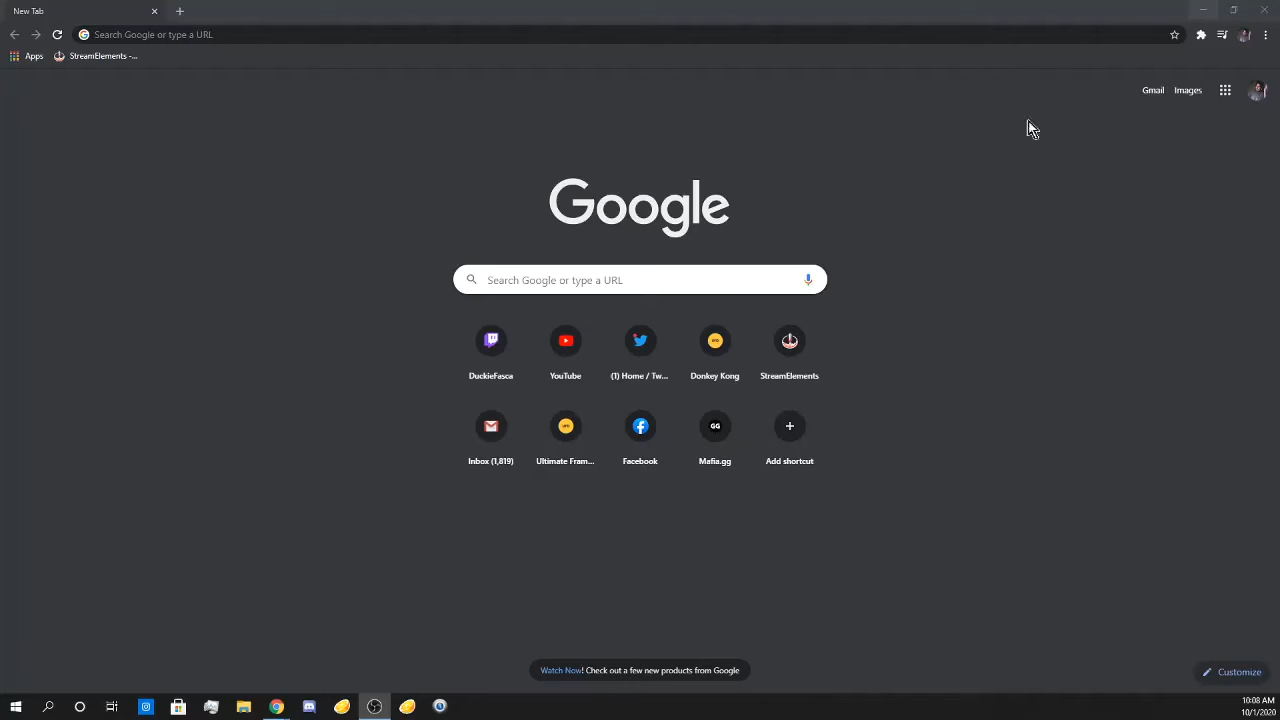 New Tab
Search Google or type a URL
Apps
StreamElements -...
Gmail
Images
Google
Search Google or type a URL
DuckieFasca
YouTube
(1) Home / Tw...
Donkey Kong
StreamElements
Inbox (1,819)
Ultimate Fram...
Facebook
GG
Mafia.gg
Add shortcut
Watch Now! Check out a few new products from Google
Customize
10:08 AM
10/1/2020